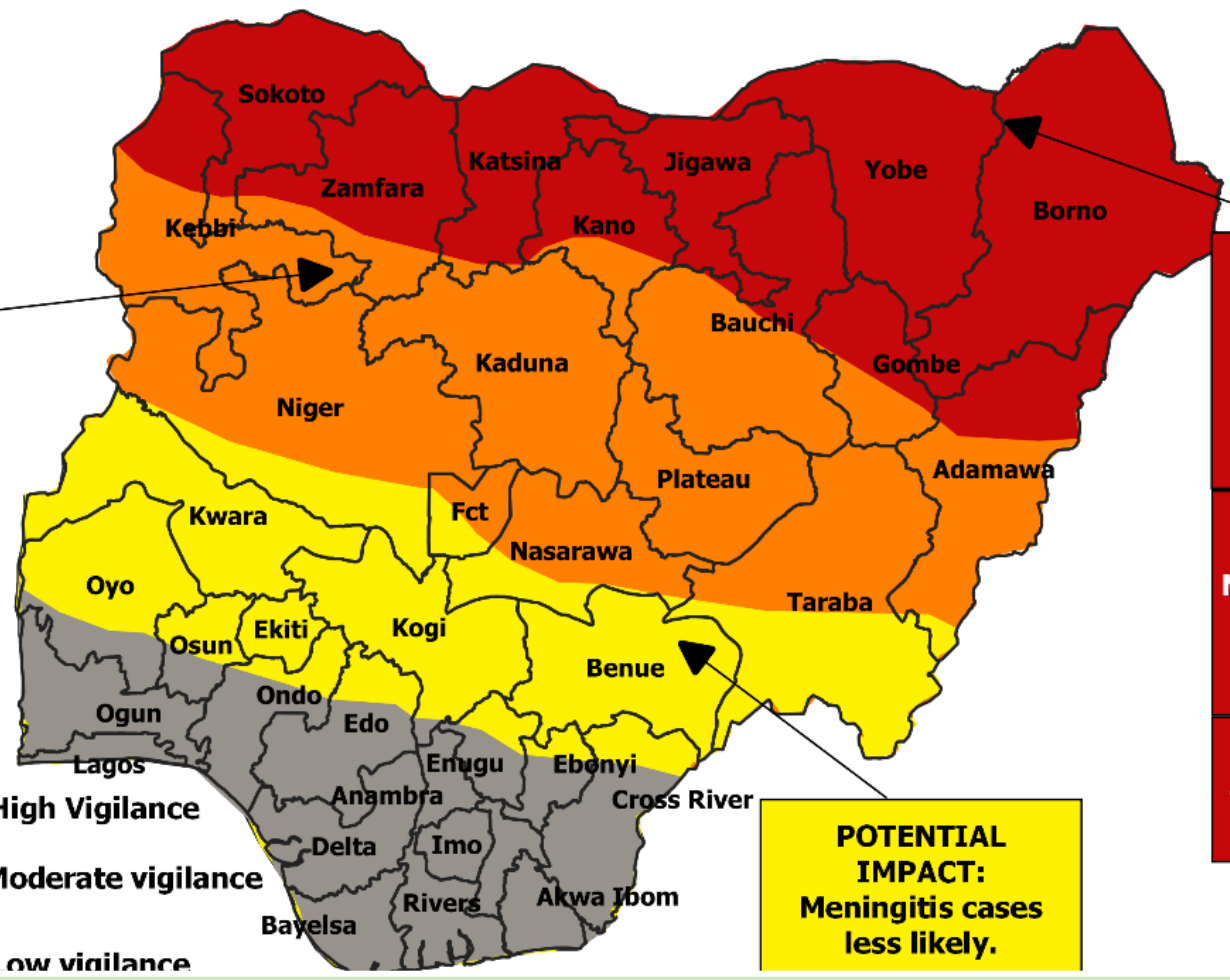 Sokoto
Katsina
Jigawa
Yobe
Zamfara
Borno
Kebbi
Kano
Bauchi
Kaduna
Gombe
Niger
Adamawa
Plateau
Fct
Kwara
Nasarawa
Oyo
Taraba
Ekiti
Kogi
Osun
Benue
Ondo
Ogun
Edo
Lagos
Enugu
Ebonyi
Anambra
Cross River
High Vigilance
Delta
Imo
Moderate vigilance
Rivers
Akwa Ibom
Bayelsa
Low vigilance
POTENTIAL
IMPACT:
Meningitis cases
less likely.